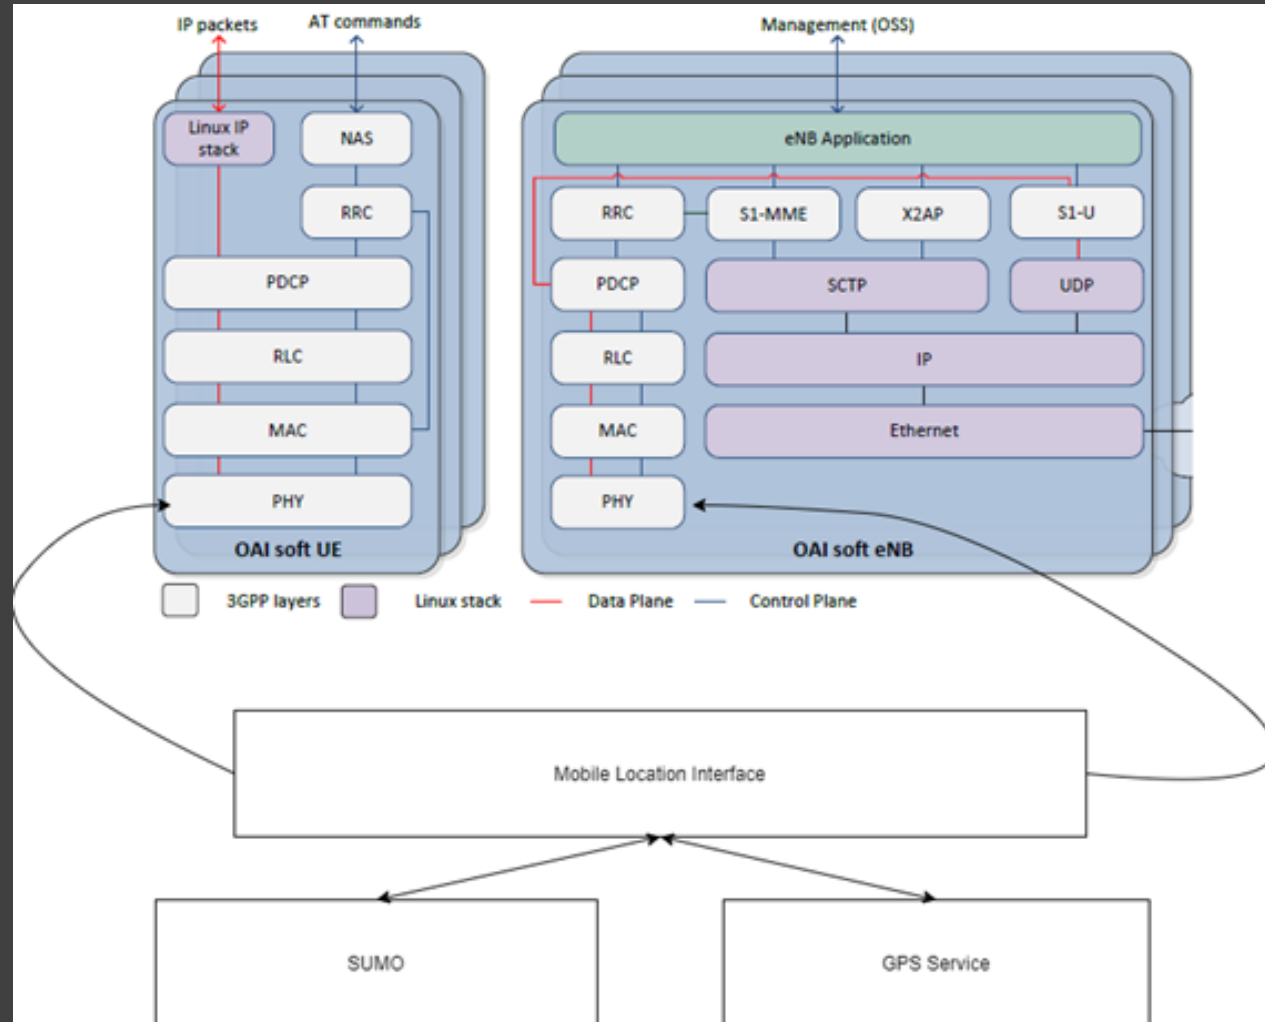 IP packets
AT commands
Management (OSS)
Linux IP
stack
NAS
eNB Application
RRC
RRC
S1-MME
X2AP
S1-U
PDCP
PDCP
SCTP
UDP
RLC
RLC
IP
MAC
MAC
Ethernet
PHY
PHY
OAI soft UE
OAI soft eNB
3GPP layers
Linux stack
Data Plane
Control Plane
Mobile Location Interface
SUMO
GPS Service